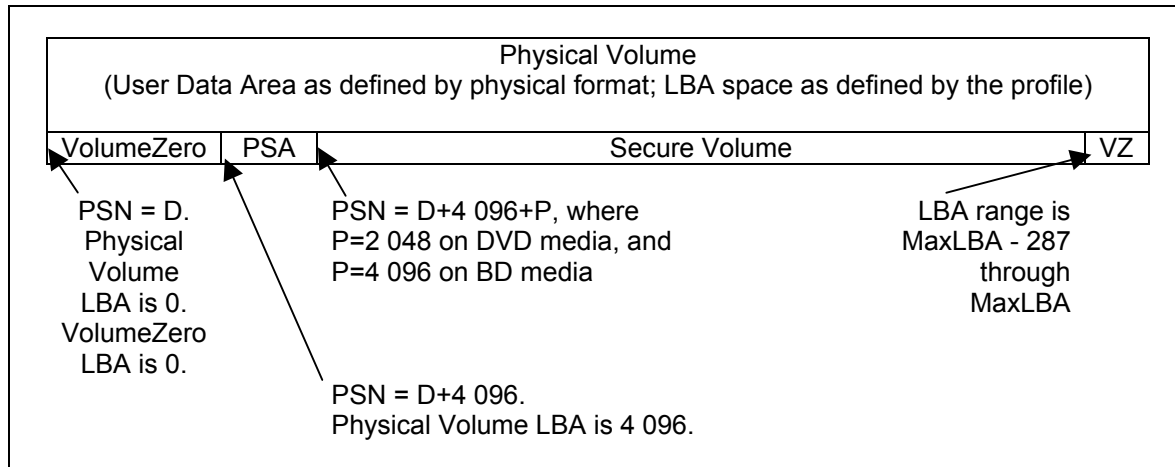 Physical Volume
(User Data Area as defined by physical format; LBA space as defined by the profile)
VolumeZero PSA Secure Volume VZ
PSN = D.
Physical
Volume
LBA is 0.
VolumeZero
LBA is 0.
PSN = D+4 096+P, where
P=2 048 on DVD media, and
P=4 096 on BD media
LBA range is
MaxLBA - 287
through
MaxLBA
PSN = D+4 096.
Physical Volume LBA is 4 096.